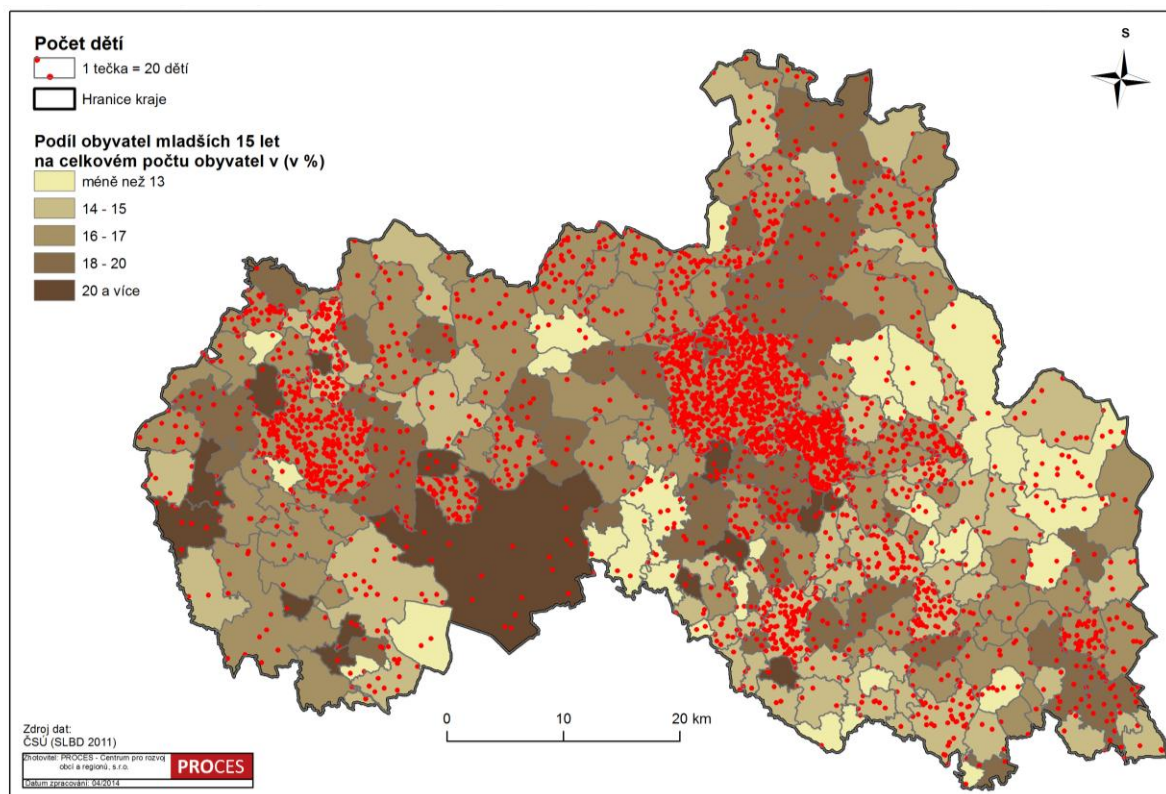 Počet dětí
1 tečka = 20 dětí
Hranice kraje
Podíl obyvatel mladších 15 let
na celkovém počtu obyvatel v (v %)
méně než 13
14 - 15
16 - 17
18 - 20
20 a více
S
0 10 20 km
Zdroj dat:
ČSÚ (SLBD 2011)
Zhotovitel: PROCES - Centrum pro rozvoj
obcí a regionů, s.r.o.
PROCES
Datum zpracování: 04/2014